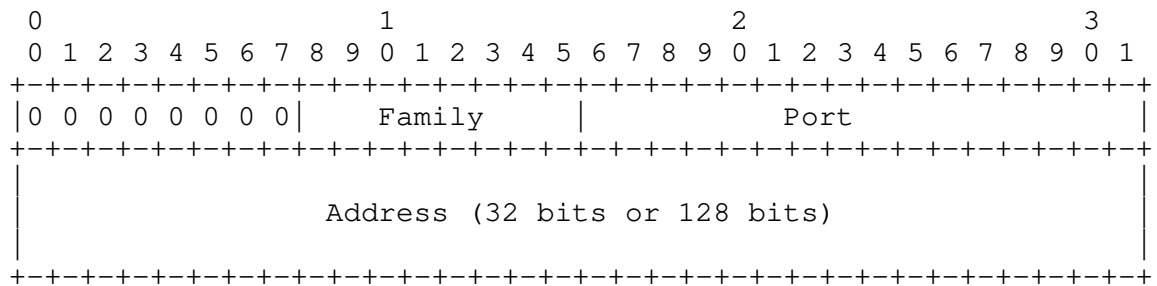 0                   1                   2                   3
 0 1 2 3 4 5 6 7 8 9 0 1 2 3 4 5 6 7 8 9 0 1 2 3 4 5 6 7 8 9 0 1
+-+-+-+-+-+-+-+-+-+-+-+-+-+-+-+-+-+-+-+-+-+-+-+-+-+-+-+-+-+-+-+-+
|0 0 0 0 0 0 0 0|    Family     |           Port                |
+-+-+-+-+-+-+-+-+-+-+-+-+-+-+-+-+-+-+-+-+-+-+-+-+-+-+-+-+-+-+-+-+
|                                                               |
|                 Address (32 bits or 128 bits)                 |
|                                                               |
+-+-+-+-+-+-+-+-+-+-+-+-+-+-+-+-+-+-+-+-+-+-+-+-+-+-+-+-+-+-+-+-+